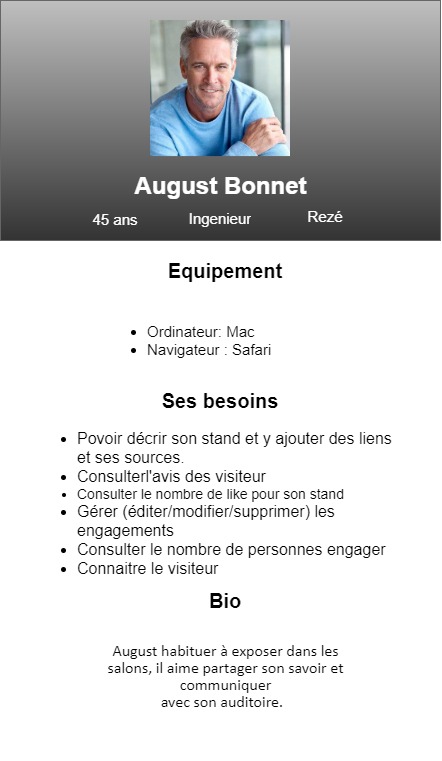 August Bonnet
45 ans Ingenieur Rezé
Equipement
• Ordinateur: Mac
• Navigateur : Safari
Ses besoins
• Povoir décrir son stand et y ajouter des liens
et ses sources.
• Consulterl'avis des visiteur
• Consulter le nombre de like pour son stand
• Gérer (éditer/modifier/supprimer) les
engagements
• Consulter le nombre de personnes engager
• Connaitre le visiteur
Bio
August habituer à exposer dans les
salons, il aime partager son savoir et
communiquer
avec son auditoire.